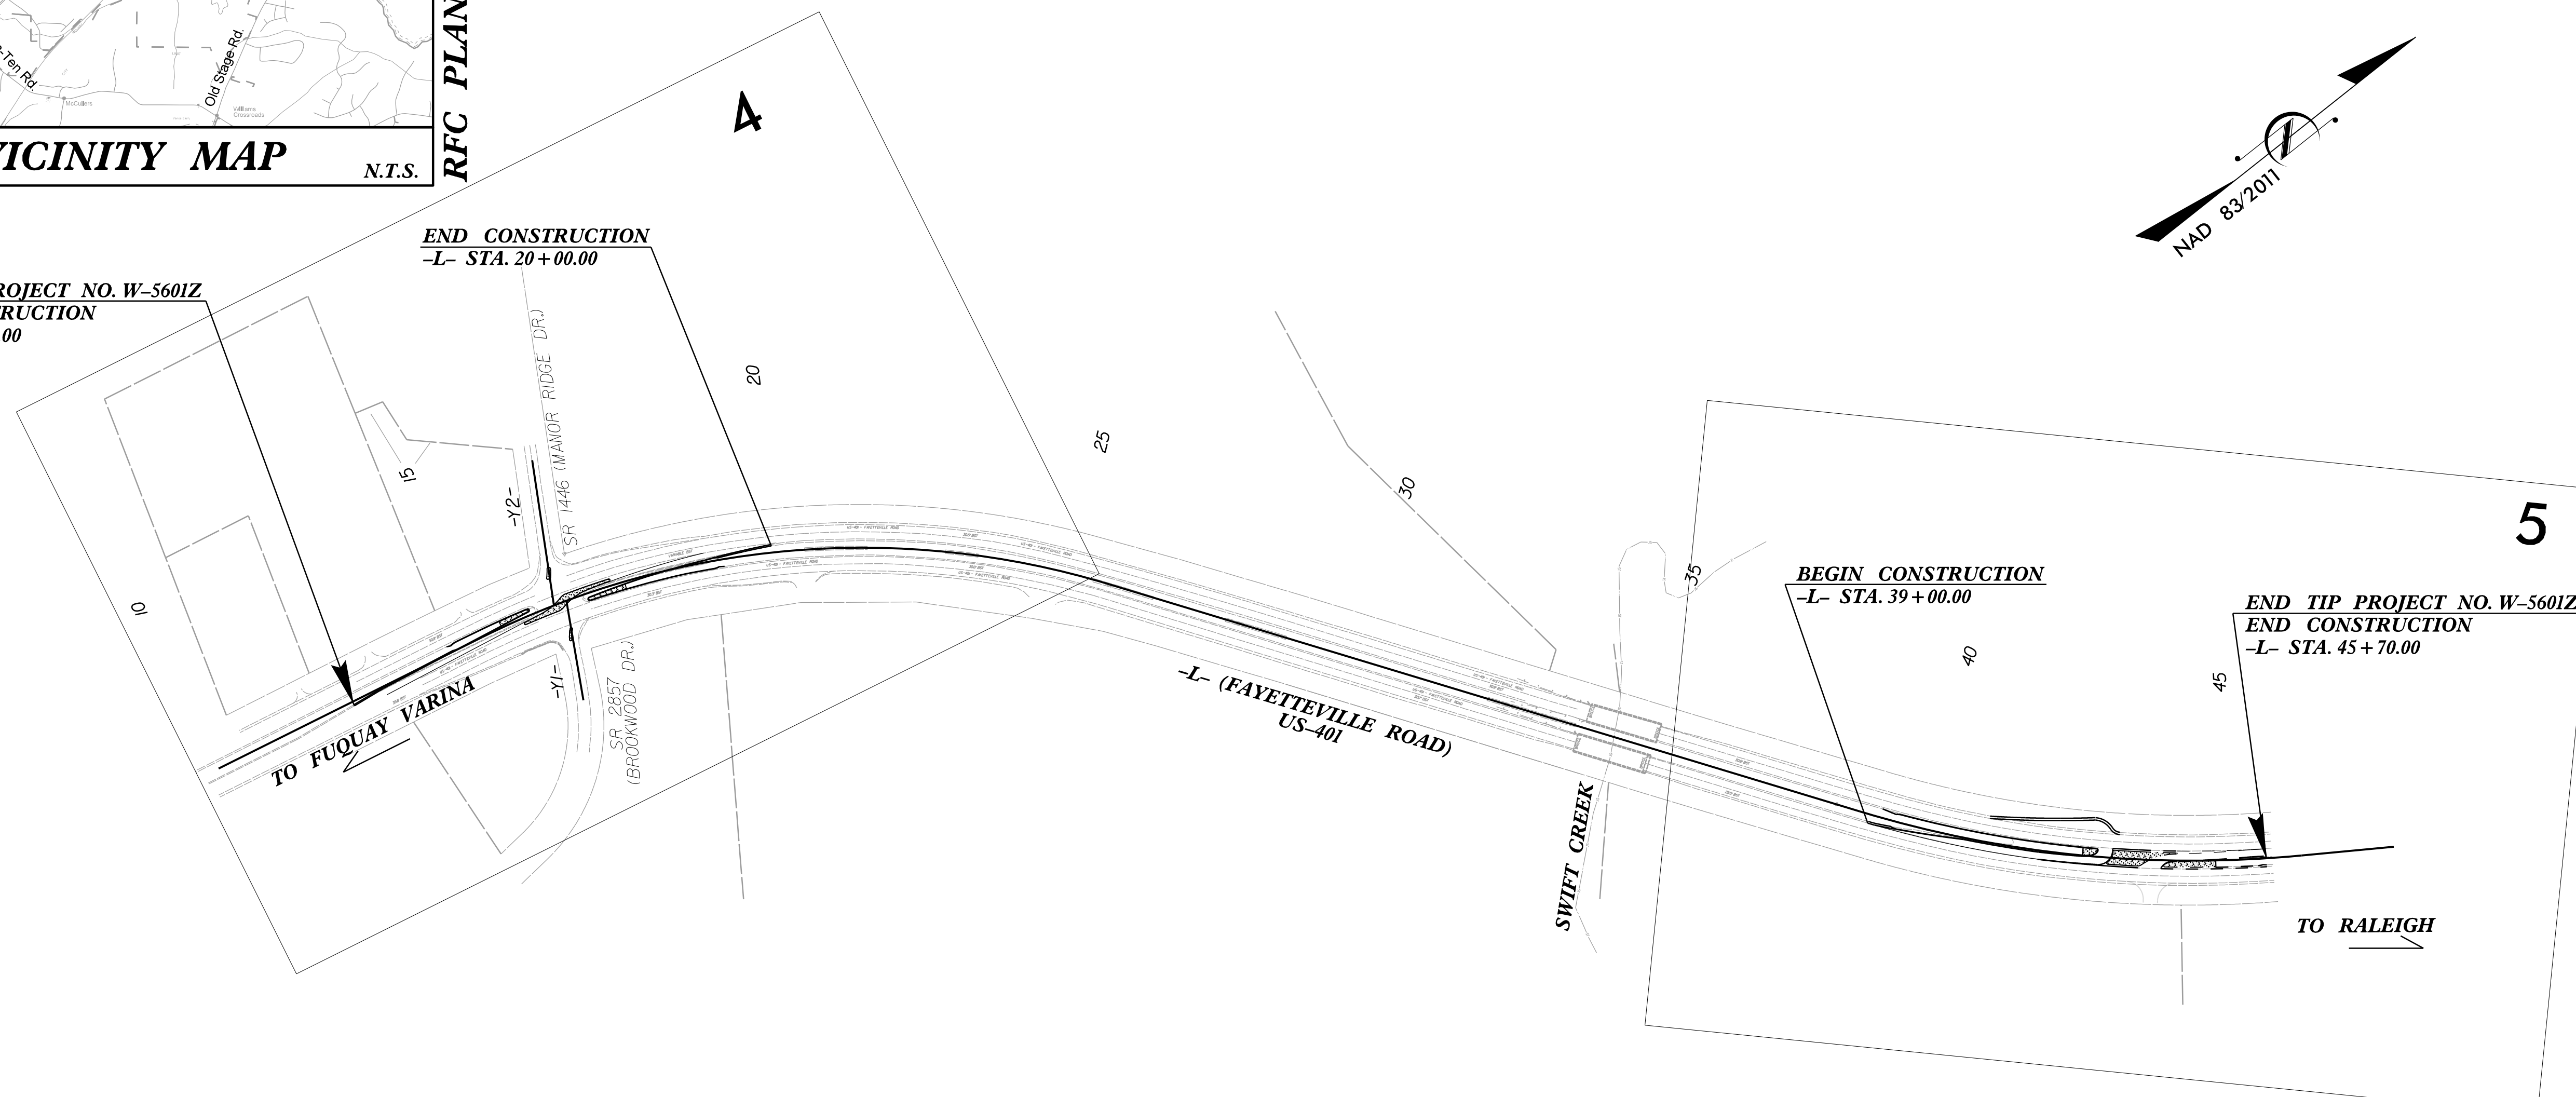 -Ten Rd.
Old Stage Rd.
McCullers
Williams
Crossroads
VICINITY MAP
N.T.S.
RFC PLAN
4
NAD 83/2011
END CONSTRUCTION
–L– STA. 20+00.00
ROJECT NO. W–5601Z
RUCTION
00
SR 1446 (MANOR RIDGE DR.)
10
15
20
25
30
35
40
45
-Y2-
-Y1-
5
BEGIN CONSTRUCTION
–L– STA. 39+00.00
END TIP PROJECT NO. W–5601Z
END CONSTRUCTION
–L– STA. 45+70.00
TO FUQUAY VARINA
SR 2857
(BROOKWOOD DR.)
–L– (FAYETTEVILLE ROAD)
US–401
SWIFT CREEK
TO RALEIGH